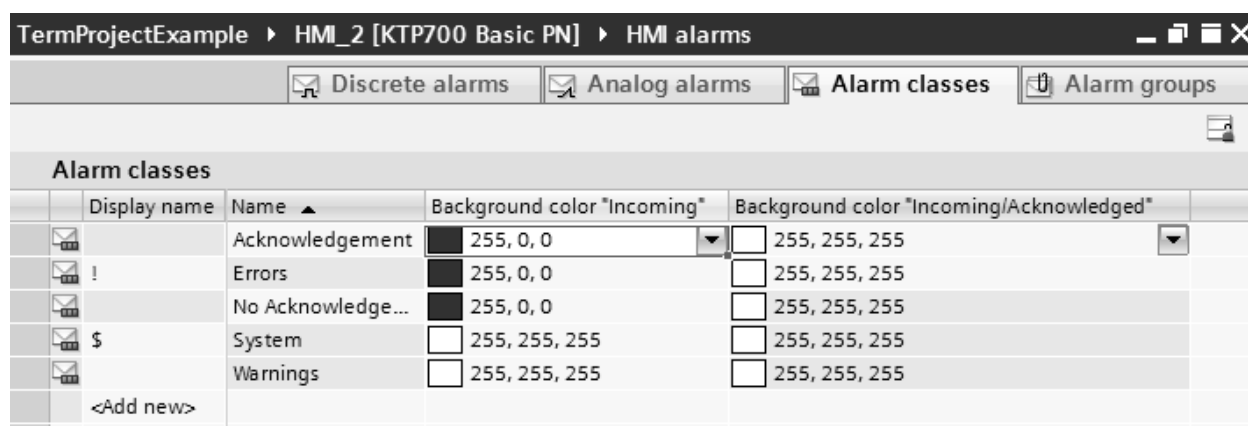 TermProjectExample ▸ HMI_2 [KTP700 Basic PN] ▸ HMI alarms
Discrete alarms Analog alarms Alarm classes Alarm groups
Alarm classes
Display name Name Background color "Incoming" Background color "Incoming/Acknowledged"
Acknowledgement 255, 0, 0 255, 255, 255
! Errors 255, 0, 0 255, 255, 255
No Acknowledge... 255, 0, 0 255, 255, 255
$ System 255, 255, 255 255, 255, 255
Warnings 255, 255, 255 255, 255, 255
<Add new>